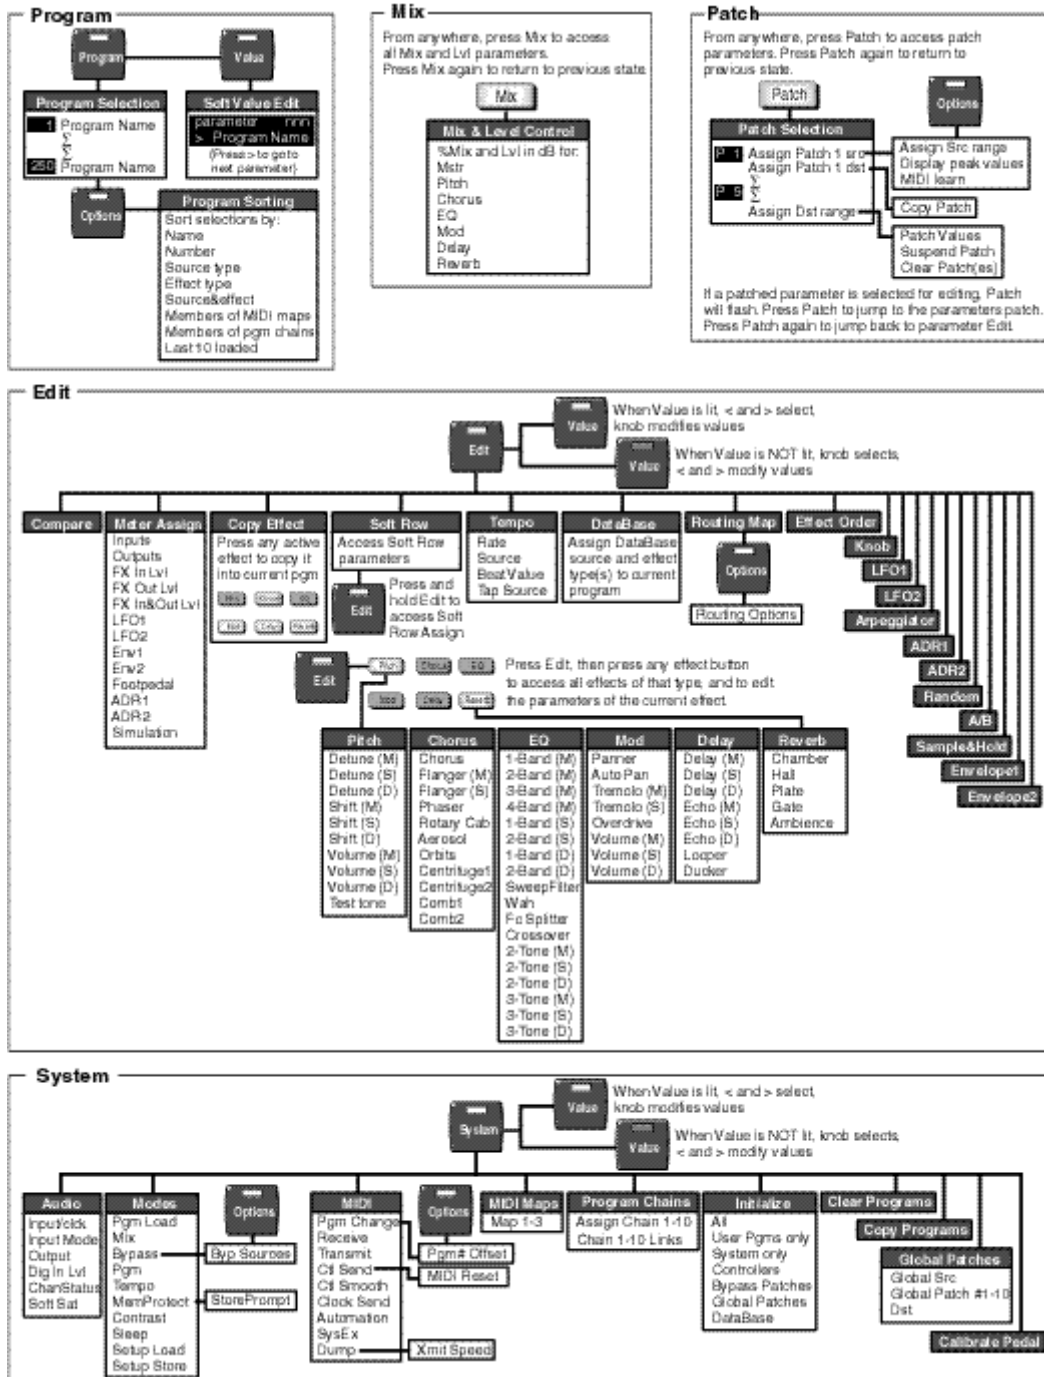 Program
Program
Value
Program Selection
1 Program Name
Σ
Σ
250 Program Name
Soft Value Edit
parameter nnn
> Program Name
(Press > to go to
next parameter)
Options
Program Sorting
Sort selections by:
Name
Number
Source type
Effect type
Source&effect
Members of MIDI maps
Members of pgm chains
Last 10 loaded
Mix
From anywhere, press Mix to access
all Mix and Lvl parameters.
Press Mix again to return to previous state.
Mix
Mix & Level Control
%Mix and Lvl in dB for:
Mstr
Pitch
Chorus
EQ
Mod
Delay
Reverb
Patch
From anywhere, press Patch to access patch
parameters. Press Patch again to return to
previous state.
Patch
Options
Patch Selection
P 1 Assign Patch 1 src
Assign Patch 1 dst
Σ
P 5 Σ
Assign Dst range
Assign Src range
Display peak values
MIDI learn
Copy Patch
Patch Values
Suspend Patch
Clear Patch(es)
If a patched parameter is selected for editing, Patch
will flash. Press Patch to jump to the parameters patch.
Press Patch again to jump back to parameter Edit.
Edit
Edit
Value
When Value is lit, < and > select,
knob modifies values
Value
When Value is NOT lit, knob selects,
< and > modify values
Compare
Meter Assign
Inputs
Outputs
FX In Lvl
FX Out Lvl
FX In&Out Lvl
LFO1
LFO2
Env1
Env2
Footpedal
ADR1
ADR2
Simulation
Copy Effect
Press any active
effect to copy it
into current pgm
Soft Row
Access Soft Row
parameters
Edit
Press and
hold Edit to
access Soft
Row Assign
Tempo
Rate
Source
BeatValue
Tap Source
DataBase
Assign DataBase
source and effect
type(s) to current
program
Routing Map
Options
Routing Options
Effect Order
Knob
LFO1
LFO2
Arpeggiator
ADR1
ADR2
Random
A/B
Sample&Hold
Envelope1
Envelope2
Edit
Pitch
Chorus
EQ
Mod
Delay
Reverb
Press Edit, then press any effect button
to access all effects of that type, and to edit
the parameters of the current effect.
Pitch
Detune (M)
Detune (S)
Detune (D)
Shift (M)
Shift (S)
Shift (D)
Volume (M)
Volume (S)
Volume (D)
Test tone
Chorus
Chorus
Flanger (M)
Flanger (S)
Phaser
Rotary Cab
Aerosol
Orbits
Centrifuge1
Centrifuge2
Comb1
Comb2
EQ
1-Band (M)
2-Band (M)
3-Band (M)
4-Band (M)
1-Band (S)
2-Band (S)
1-Band (D)
2-Band (D)
SweepFilter
Wah
Fc Splitter
Crossover
2-Tone (M)
2-Tone (S)
2-Tone (D)
3-Tone (M)
3-Tone (S)
3-Tone (D)
Mod
Panner
AutoPan
Tremolo (M)
Tremolo (S)
Overdrive
Volume (M)
Volume (S)
Volume (D)
Delay
Delay (M)
Delay (S)
Delay (D)
Echo (M)
Echo (S)
Echo (D)
Looper
Ducker
Reverb
Chamber
Hall
Plate
Gate
Ambience
System
System
Value
When Value is lit, < and > select,
knob modifies values
Value
When Value is NOT lit, knob selects,
< and > modify values
Audio
Input/clck
Input Mode
Output
Dig In Lvl
ChanStatus
Soft Sat
Modes
Pgm Load
Mix
Bypass
Pgm
Tempo
MemProtect
Contrast
Sleep
Setup Load
Setup Store
Options
Byp Sources
StorePrompt
MIDI
Pgm Change
Receive
Transmit
Ctl Send
Ctl Smooth
Clock Send
Automation
SysEx
Dump
Options
Pgm# Offset
MIDI Reset
Xmit Speed
MIDI Maps
Map 1-3
Program Chains
Assign Chain 1-10
Chain 1-10 Links
Initialize
All
User Pgms only
System only
Controllers
Bypass Patches
Global Patches
DataBase
Clear Programs
Copy Programs
Global Patches
Global Src
Global Patch #1-10
Dst
Calibrate Pedal